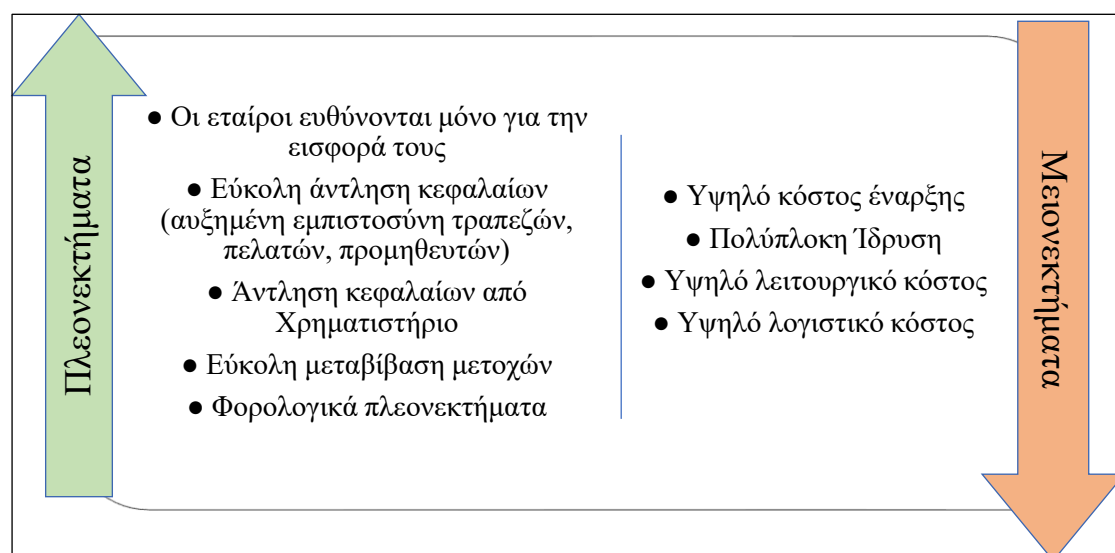 Πλεονεκτήματα
● Οι εταίροι ευθύνονται μόνο για την
εισφορά τους
● Εύκολη άντληση κεφαλαίων
(αυξημένη εμπιστοσύνη τραπεζών,
πελατών, προμηθευτών)
● Άντληση κεφαλαίων από
Χρηματιστήριο
● Εύκολη μεταβίβαση μετοχών
● Φορολογικά πλεονεκτήματα
● Υψηλό κόστος έναρξης
● Πολύπλοκη Ίδρυση
● Υψηλό λειτουργικό κόστος
● Υψηλό λογιστικό κόστος
Μειονεκτήματα